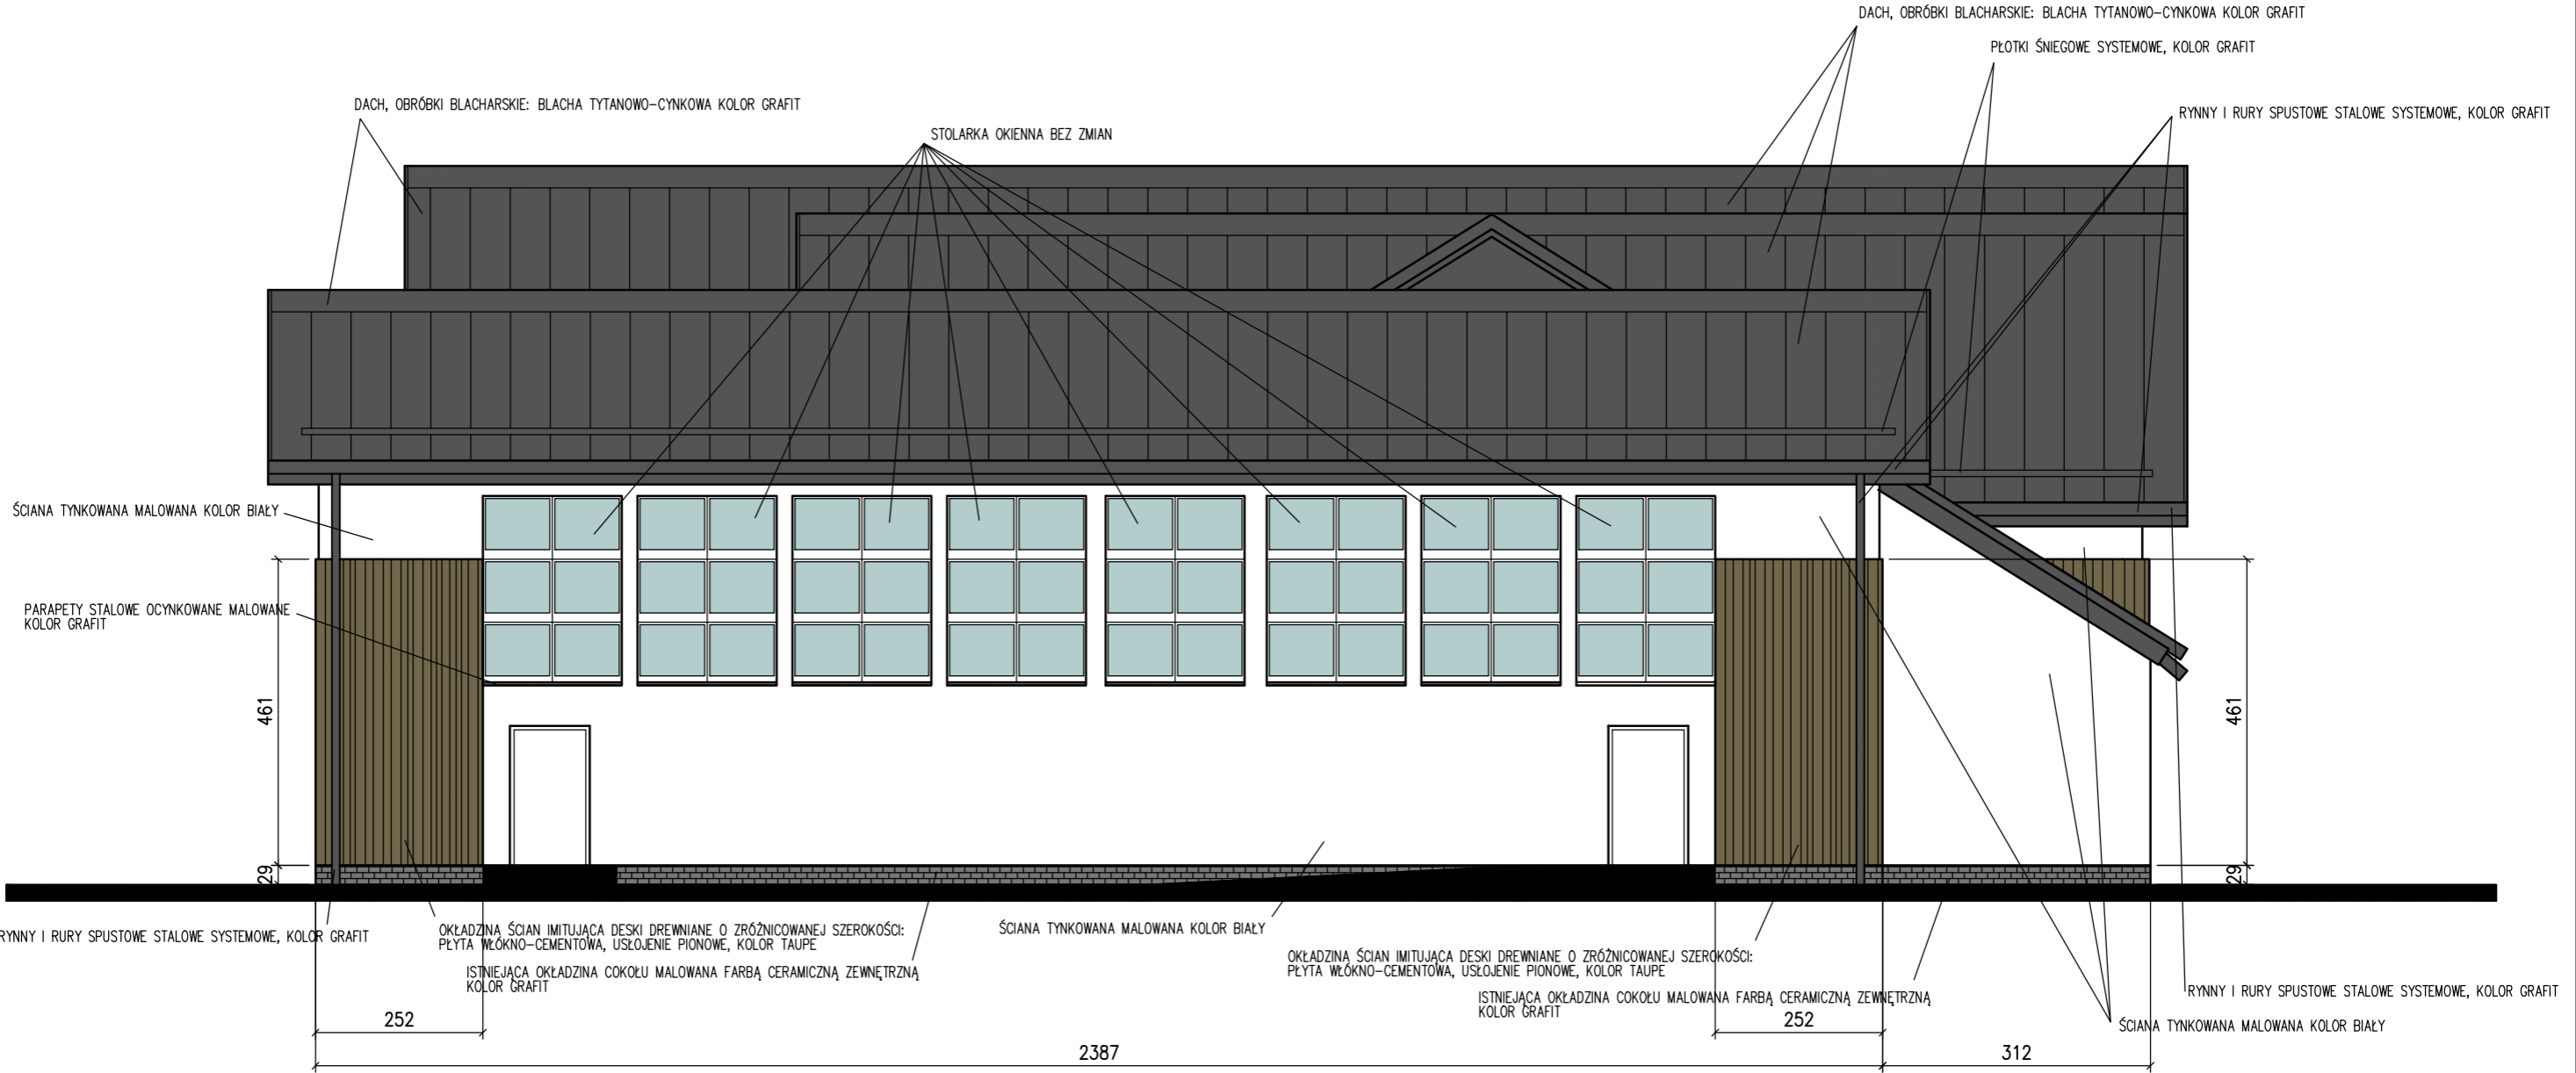 DACH, OBRÓBKI BLACHARSKIE: BLACHA TYTANOWO-CYNKOWA KOLOR GRAFIT
PŁOTKI ŚNIEGOWE SYSTEMOWE, KOLOR GRAFIT
DACH, OBRÓBKI BLACHARSKIE: BLACHA TYTANOWO-CYNKOWA KOLOR GRAFIT
RYNNY I RURY SPUSTOWE STALOWE SYSTEMOWE, KOLOR GRAFIT
STOLARKA OKIENNA BEZ ZMIAN
ŚCIANA TYNKOWANA MALOWANA KOLOR BIAŁY
PARAPETY STALOWE OCYNKOWANE MALOWANE
KOLOR GRAFIT
461
461
29
29
RYNNY I RURY SPUSTOWE STALOWE SYSTEMOWE, KOLOR GRAFIT
OKŁADZINA ŚCIAN IMITUJĄCA DESKI DREWNIANE O ZRÓŻNICOWANEJ SZEROKOŚCI:
PŁYTA WŁÓKNO-CEMENTOWA, USŁOJENIE PIONOWE, KOLOR TAUPE
ŚCIANA TYNKOWANA MALOWANA KOLOR BIAŁY
ISTNIEJĄCA OKŁADZINA COKOŁU MALOWANA FARBĄ CERAMICZNĄ ZEWNĘTRZNĄ
KOLOR GRAFIT
OKŁADZINA ŚCIAN IMITUJĄCA DESKI DREWNIANE O ZRÓŻNICOWANEJ SZEROKOŚCI:
PŁYTA WŁÓKNO-CEMENTOWA, USŁOJENIE PIONOWE, KOLOR TAUPE
ISTNIEJĄCA OKŁADZINA COKOŁU MALOWANA FARBĄ CERAMICZNĄ ZEWNĘTRZNĄ
KOLOR GRAFIT
RYNNY I RURY SPUSTOWE STALOWE SYSTEMOWE, KOLOR GRAFIT
ŚCIANA TYNKOWANA MALOWANA KOLOR BIAŁY
252
252
2387
312